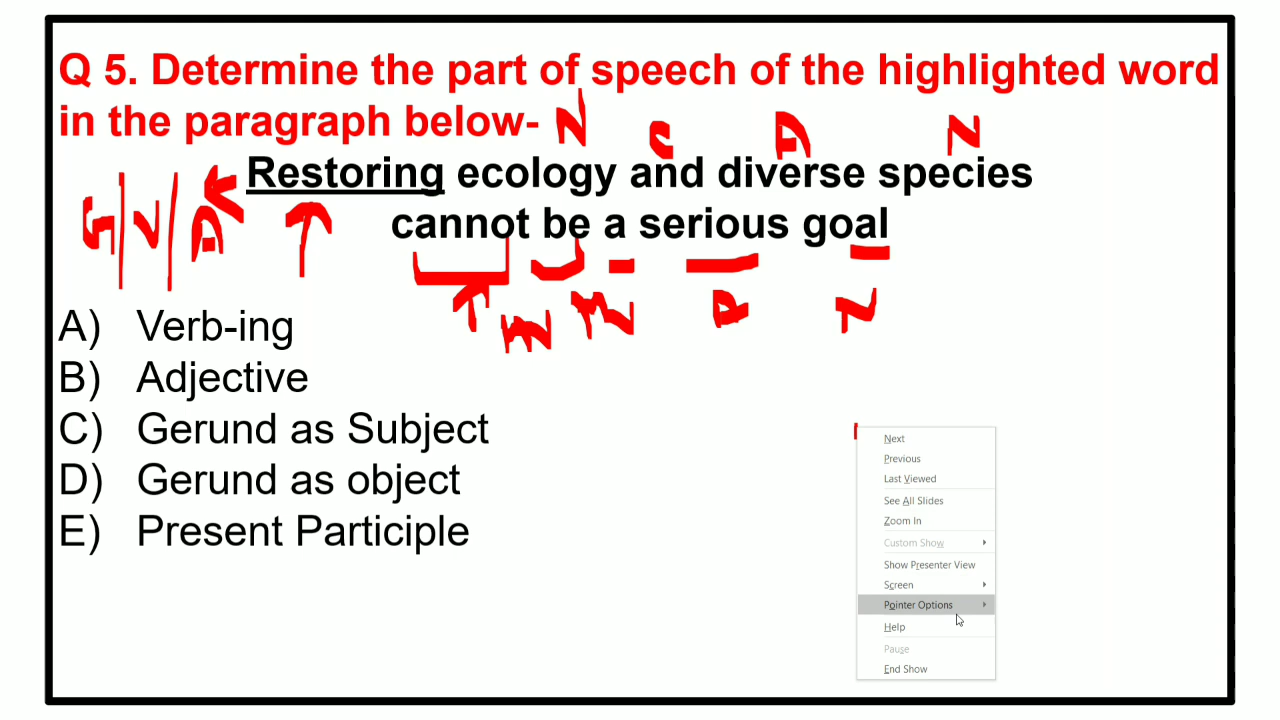 Q 5. Determine the part of speech of the highlighted word
in the paragraph below-
N C A N
Restoring ecology and diverse species
G V A
cannot be a serious goal
A N
A) Verb-ing
B) Adjective
C) Gerund as Subject
D) Gerund as object
E) Present Participle
Next
Previous
Last Viewed
See All Slides
Zoom In
Custom Show
Show Presenter View
Screen
Pointer Options
Help
Pause
End Show